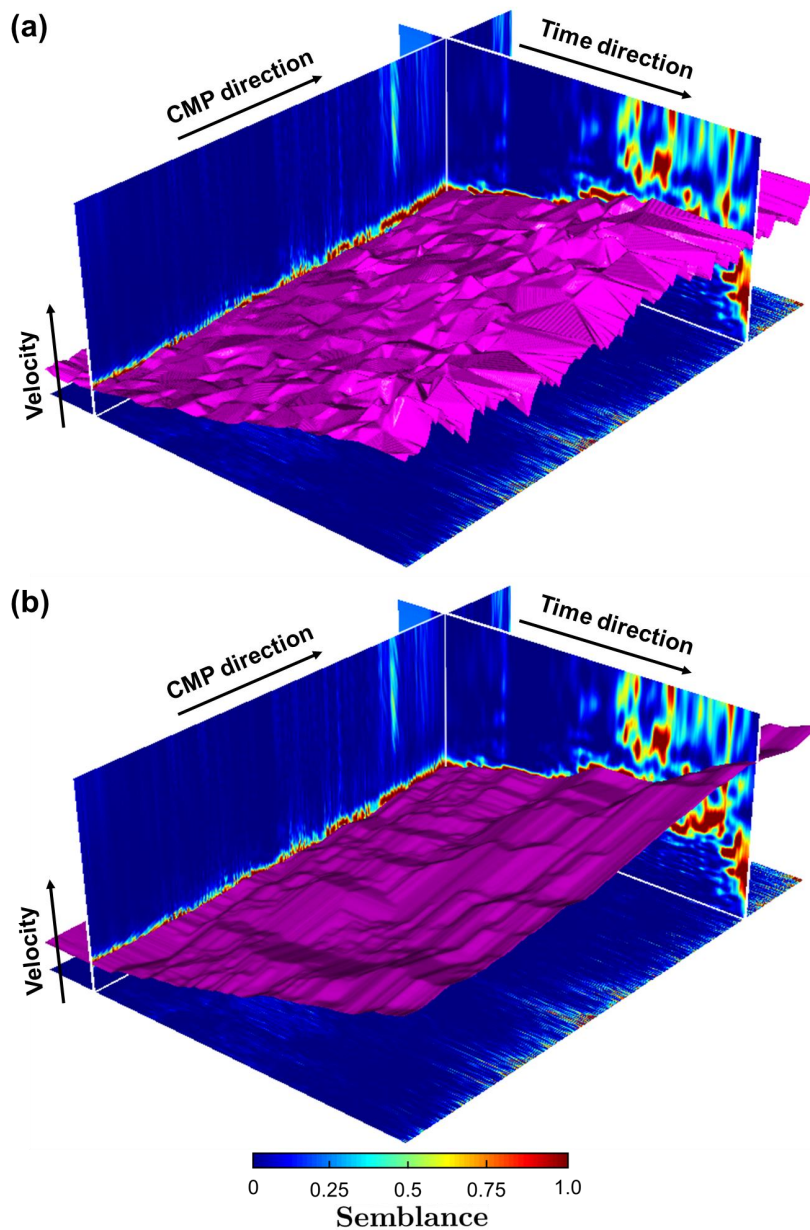 (a)
CMP direction
Time direction
Velocity
(b)
CMP direction
Time direction
Velocity
0 0.25 0.5 0.75 1.0
Semblance